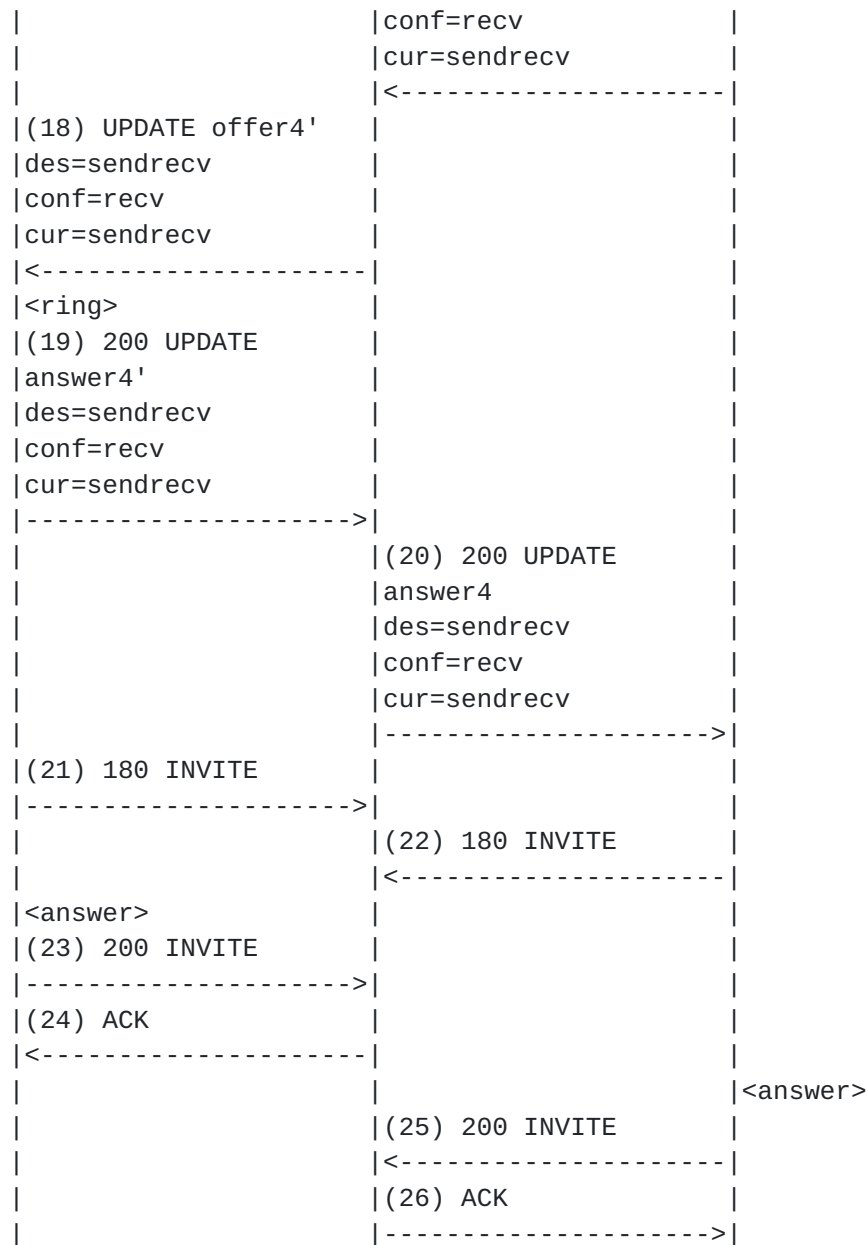 |                      |conf=recv             |
|                      |cur=sendrecv          |
|                      |<---------------------|
|(18) UPDATE offer4'   |                      |
|des=sendrecv          |                      |
|conf=recv             |                      |
|cur=sendrecv          |                      |
|<---------------------|                      |
|<ring>                |                      |
|(19) 200 UPDATE       |                      |
|answer4'              |                      |
|des=sendrecv          |                      |
|conf=recv             |                      |
|cur=sendrecv          |                      |
|--------------------->|                      |
|                      |(20) 200 UPDATE       |
|                      |answer4               |
|                      |des=sendrecv          |
|                      |conf=recv             |
|                      |cur=sendrecv          |
|                      |--------------------->|
|(21) 180 INVITE       |                      |
|--------------------->|                      |
|                      |(22) 180 INVITE       |
|                      |<---------------------|
|<answer>              |                      |
|(23) 200 INVITE       |                      |
|--------------------->|                      |
|(24) ACK              |                      |
|<---------------------|                      |
|                      |                      |<answer>
|                      |(25) 200 INVITE       |
|                      |<---------------------|
|                      |(26) ACK              |
|                      |--------------------->|